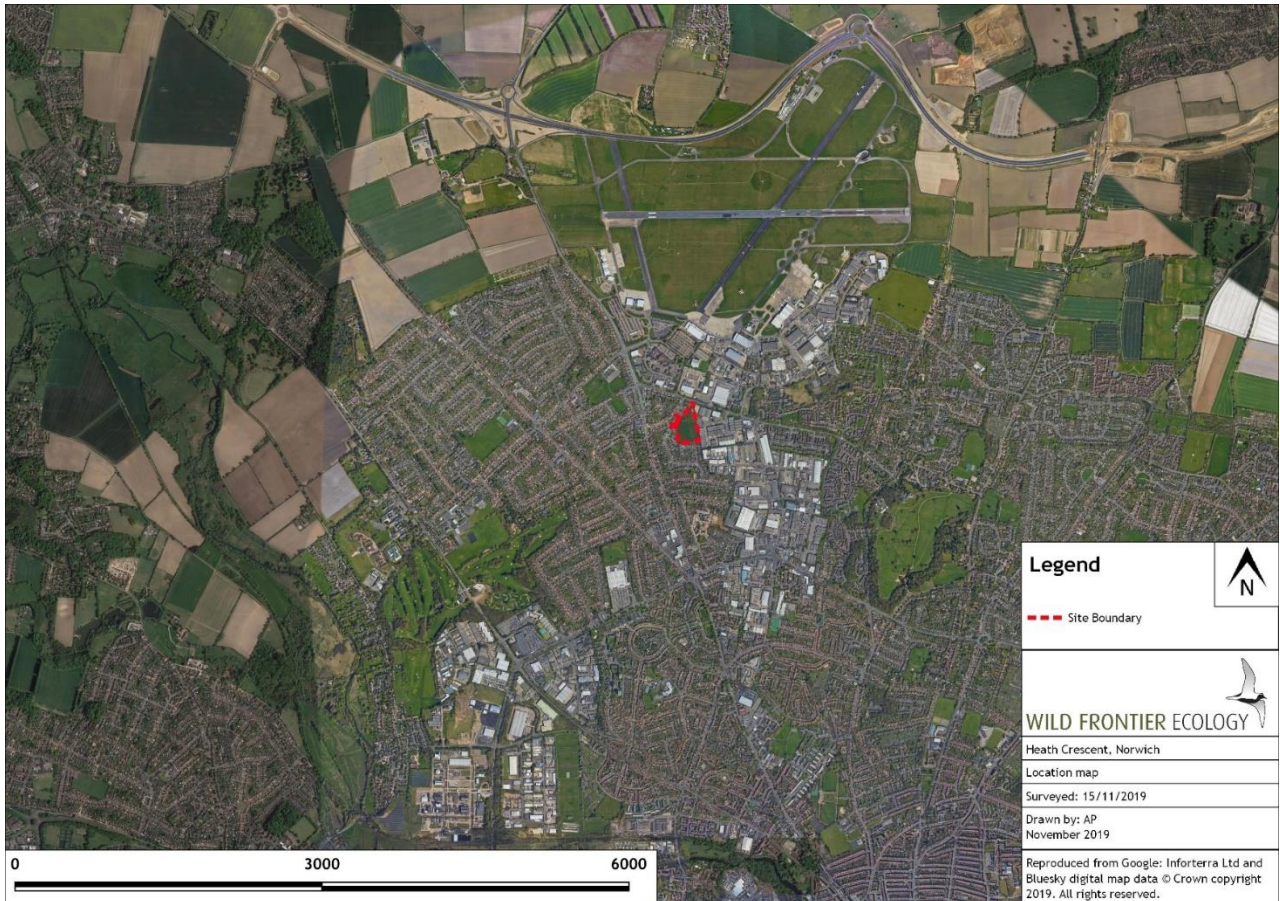 Legend
N
Site Boundary
WILD FRONTIER ECOLOGY
Heath Crescent, Norwich
Location map
Surveyed: 15/11/2019
Drawn by: AP
November 2019
Reproduced from Google: Inforterra Ltd and
Bluesky digital map data © Crown copyright
2019. All rights reserved.
0 3000 6000